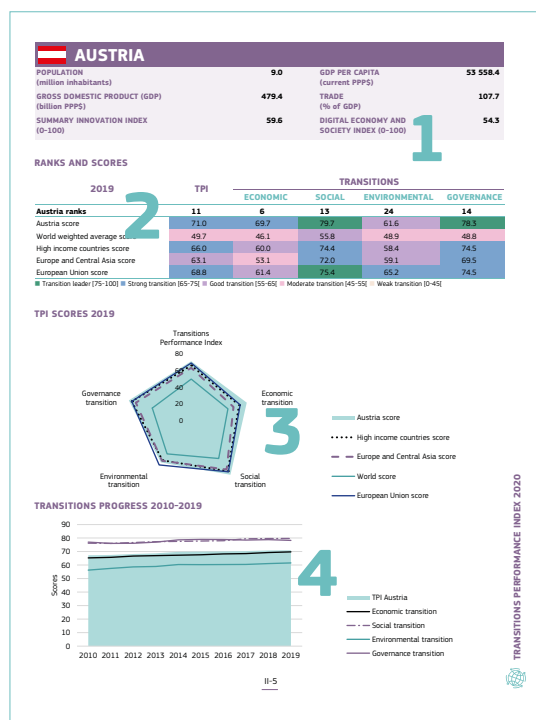 AUSTRIA
POPULATION 9.0 GDP PER CAPITA 53 558.4
(million inhabitants) (current PPP$)
GROSS DOMESTIC PRODUCT (GDP) 479.4 TRADE 107.7
(billion PPP$) (% of GDP)
SUMMARY INNOVATION INDEX 59.6 DIGITAL ECONOMY AND 54.3
(0-100) SOCIETY INDEX (0-100)
1
RANKS AND SCORES
2019 TPI TRANSITIONS
ECONOMIC SOCIAL ENVIRONMENTAL GOVERNANCE
2
Austria ranks 11 6 13 24 14
Austria score 71.0 69.7 79.7 61.6 78.3
World weighted average score 49.7 46.1 55.8 48.9 48.8
High income countries score 66.0 60.0 74.4 58.4 74.5
Europe and Central Asia score 63.1 53.1 72.0 59.1 69.5
European Union score 68.8 61.4 75.4 65.2 74.5
Transition leader [75-100] Strong transition [65-75[ Good transition [55-65[ Moderate transition [45-55[ Weak transition [0-45[
TPI SCORES 2019
Transitions
Performance Index
80
60
40
20
0
Governance
transition
Economic
transition
Environmental
transition
Social
transition
3
Austria score
High income countries score
Europe and Central Asia score
World score
European Union score
TRANSITIONS PROGRESS 2010-2019
Scores
90
80
70
60
50
40
30
20
10
0
2010 2011 2012 2013 2014 2015 2016 2017 2018 2019
4
TPI Austria
Economic transition
Social transition
Environmental transition
Governance transition
II-5
TRANSITIONS PERFORMANCE INDEX 2020